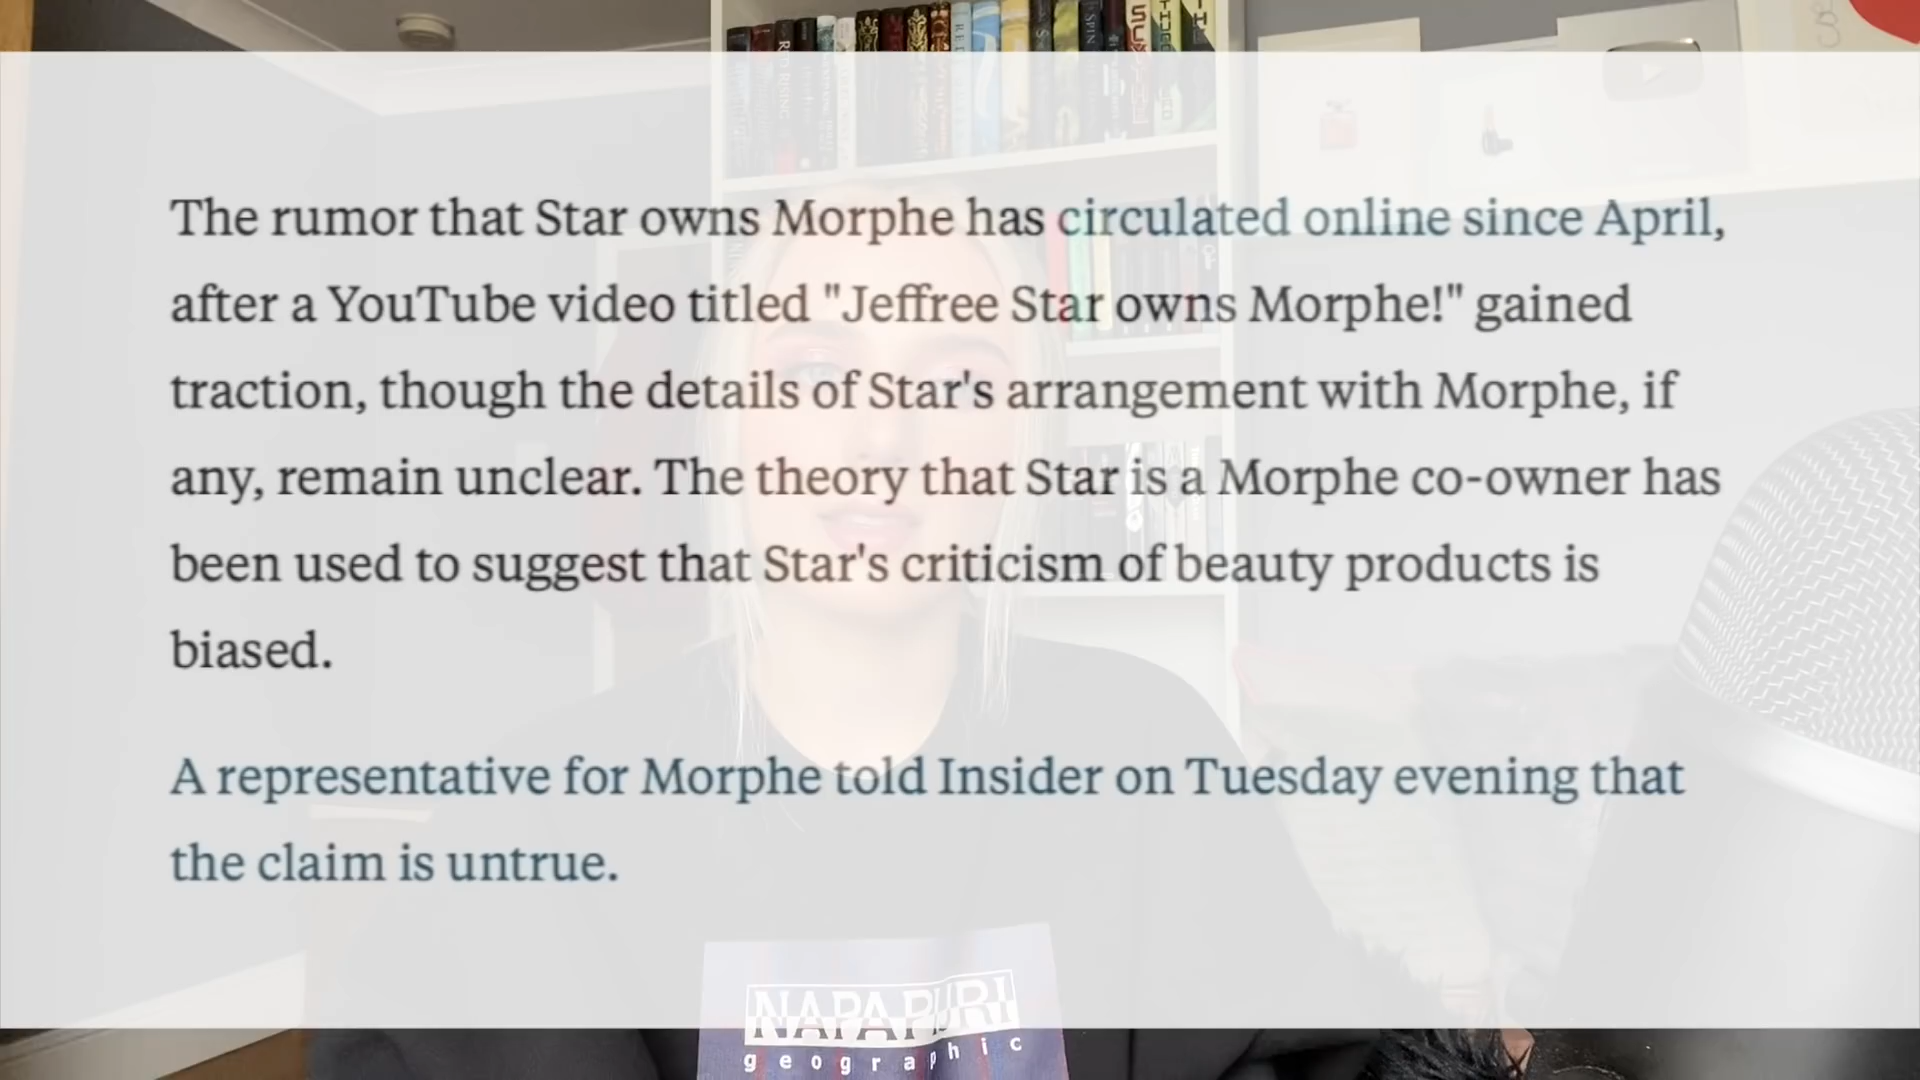 The rumor that Star owns Morphe has circulated online since April,
after a YouTube video titled "Jeffree Star owns Morphe!" gained
traction, though the details of Star's arrangement with Morphe, if
any, remain unclear. The theory that Star is a Morphe co-owner has
been used to suggest that Star's criticism of beauty products is
biased.
A representative for Morphe told Insider on Tuesday evening that
the claim is untrue.
NAPAPIJRI
geographic